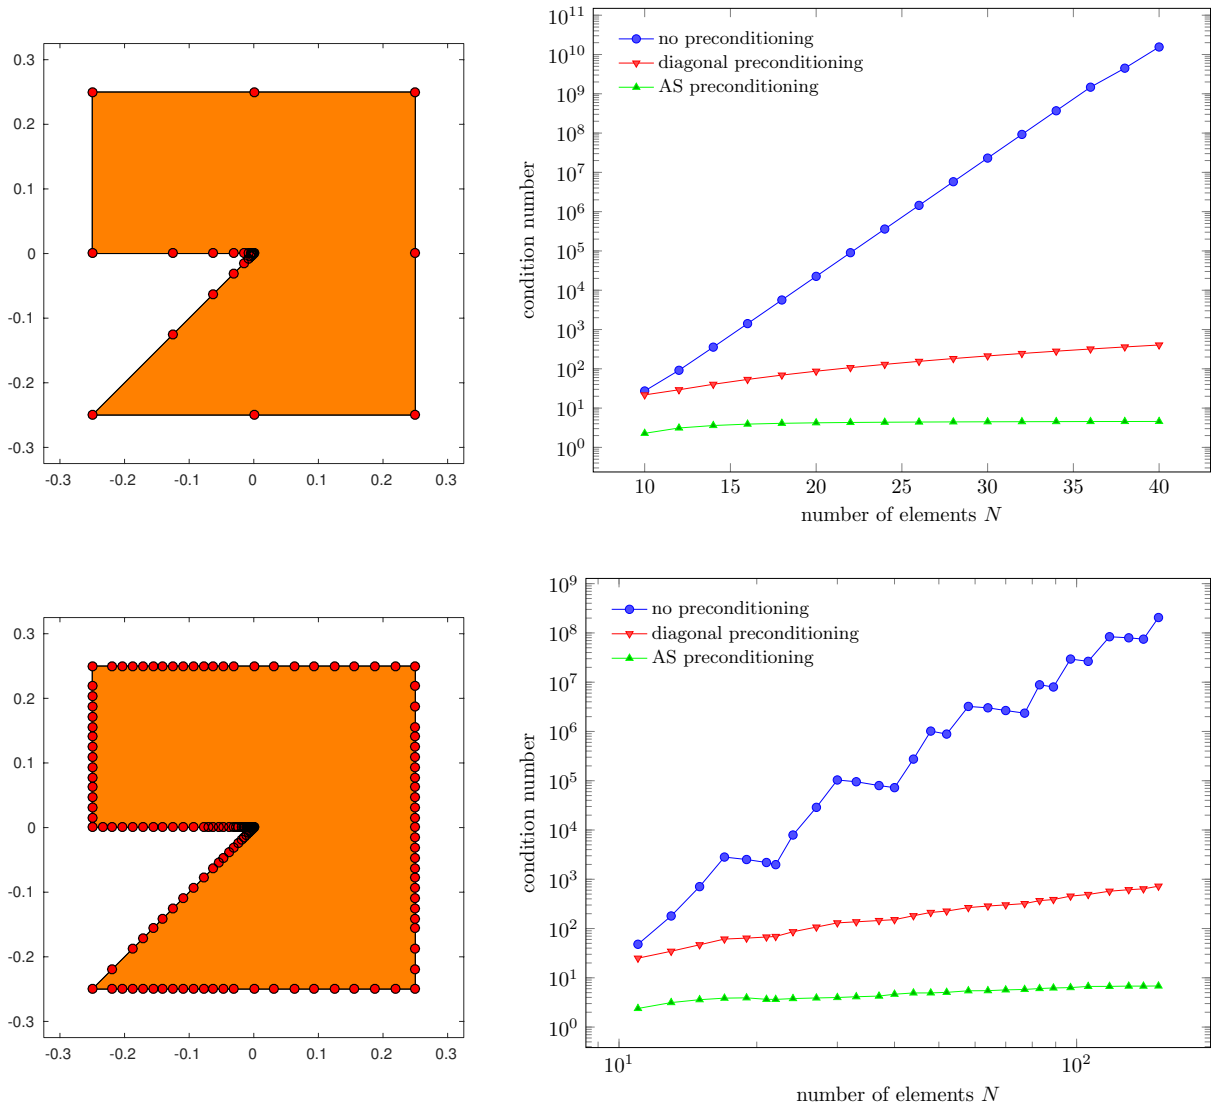 0.3
0.2
0.1
0
-0.1
-0.2
-0.3
-0.3 -0.2 -0.1 0 0.1 0.2 0.3
condition number
10^11
10^10
10^9
10^8
10^7
10^6
10^5
10^4
10^3
10^2
10^1
10^0
no preconditioning
diagonal preconditioning
AS preconditioning
10 15 20 25 30 35 40
number of elements N
0.3
0.2
0.1
0
-0.1
-0.2
-0.3
-0.3 -0.2 -0.1 0 0.1 0.2 0.3
condition number
10^9
10^8
10^7
10^6
10^5
10^4
10^3
10^2
10^1
10^0
no preconditioning
diagonal preconditioning
AS preconditioning
10^1 10^2
number of elements N